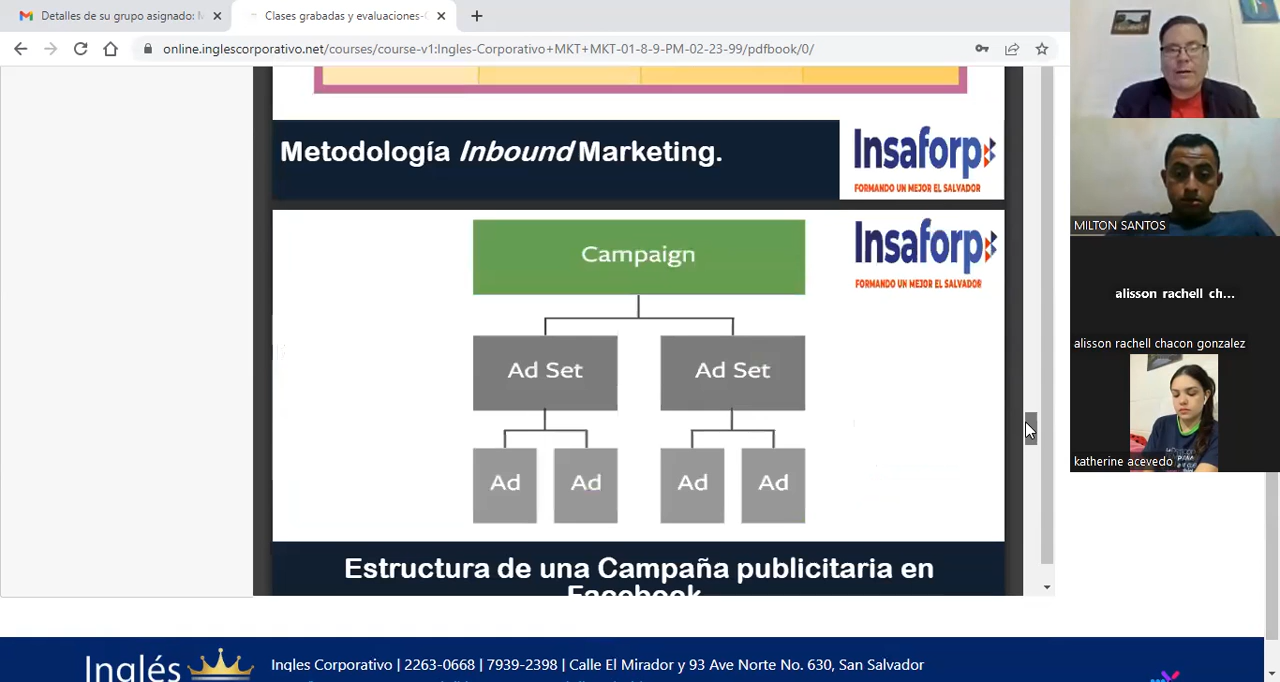 Detalles de su grupo asignado: M
Clases grabadas y evaluaciones-C
online.inglescorporativo.net/courses/course-v1:Ingles-Corporativo+MKT+MKT-01-8-9-PM-02-23-99/pdfbook/0/
Metodología Inbound Marketing.
Insaforp
FORMANDO UN MEJOR EL SALVADOR
Insaforp
FORMANDO UN MEJOR EL SALVADOR
Campaign
Ad Set Ad Set
Ad Ad Ad Ad
Estructura de una Campaña publicitaria en
Facebook
MILTON SANTOS
alisson rachell ch...
alisson rachell chacon gonzalez
katherine acevedo
Inglés
Ingles Corporativo | 2263-0668 | 7939-2398 | Calle El Mirador y 93 Ave Norte No. 630, San Salvador